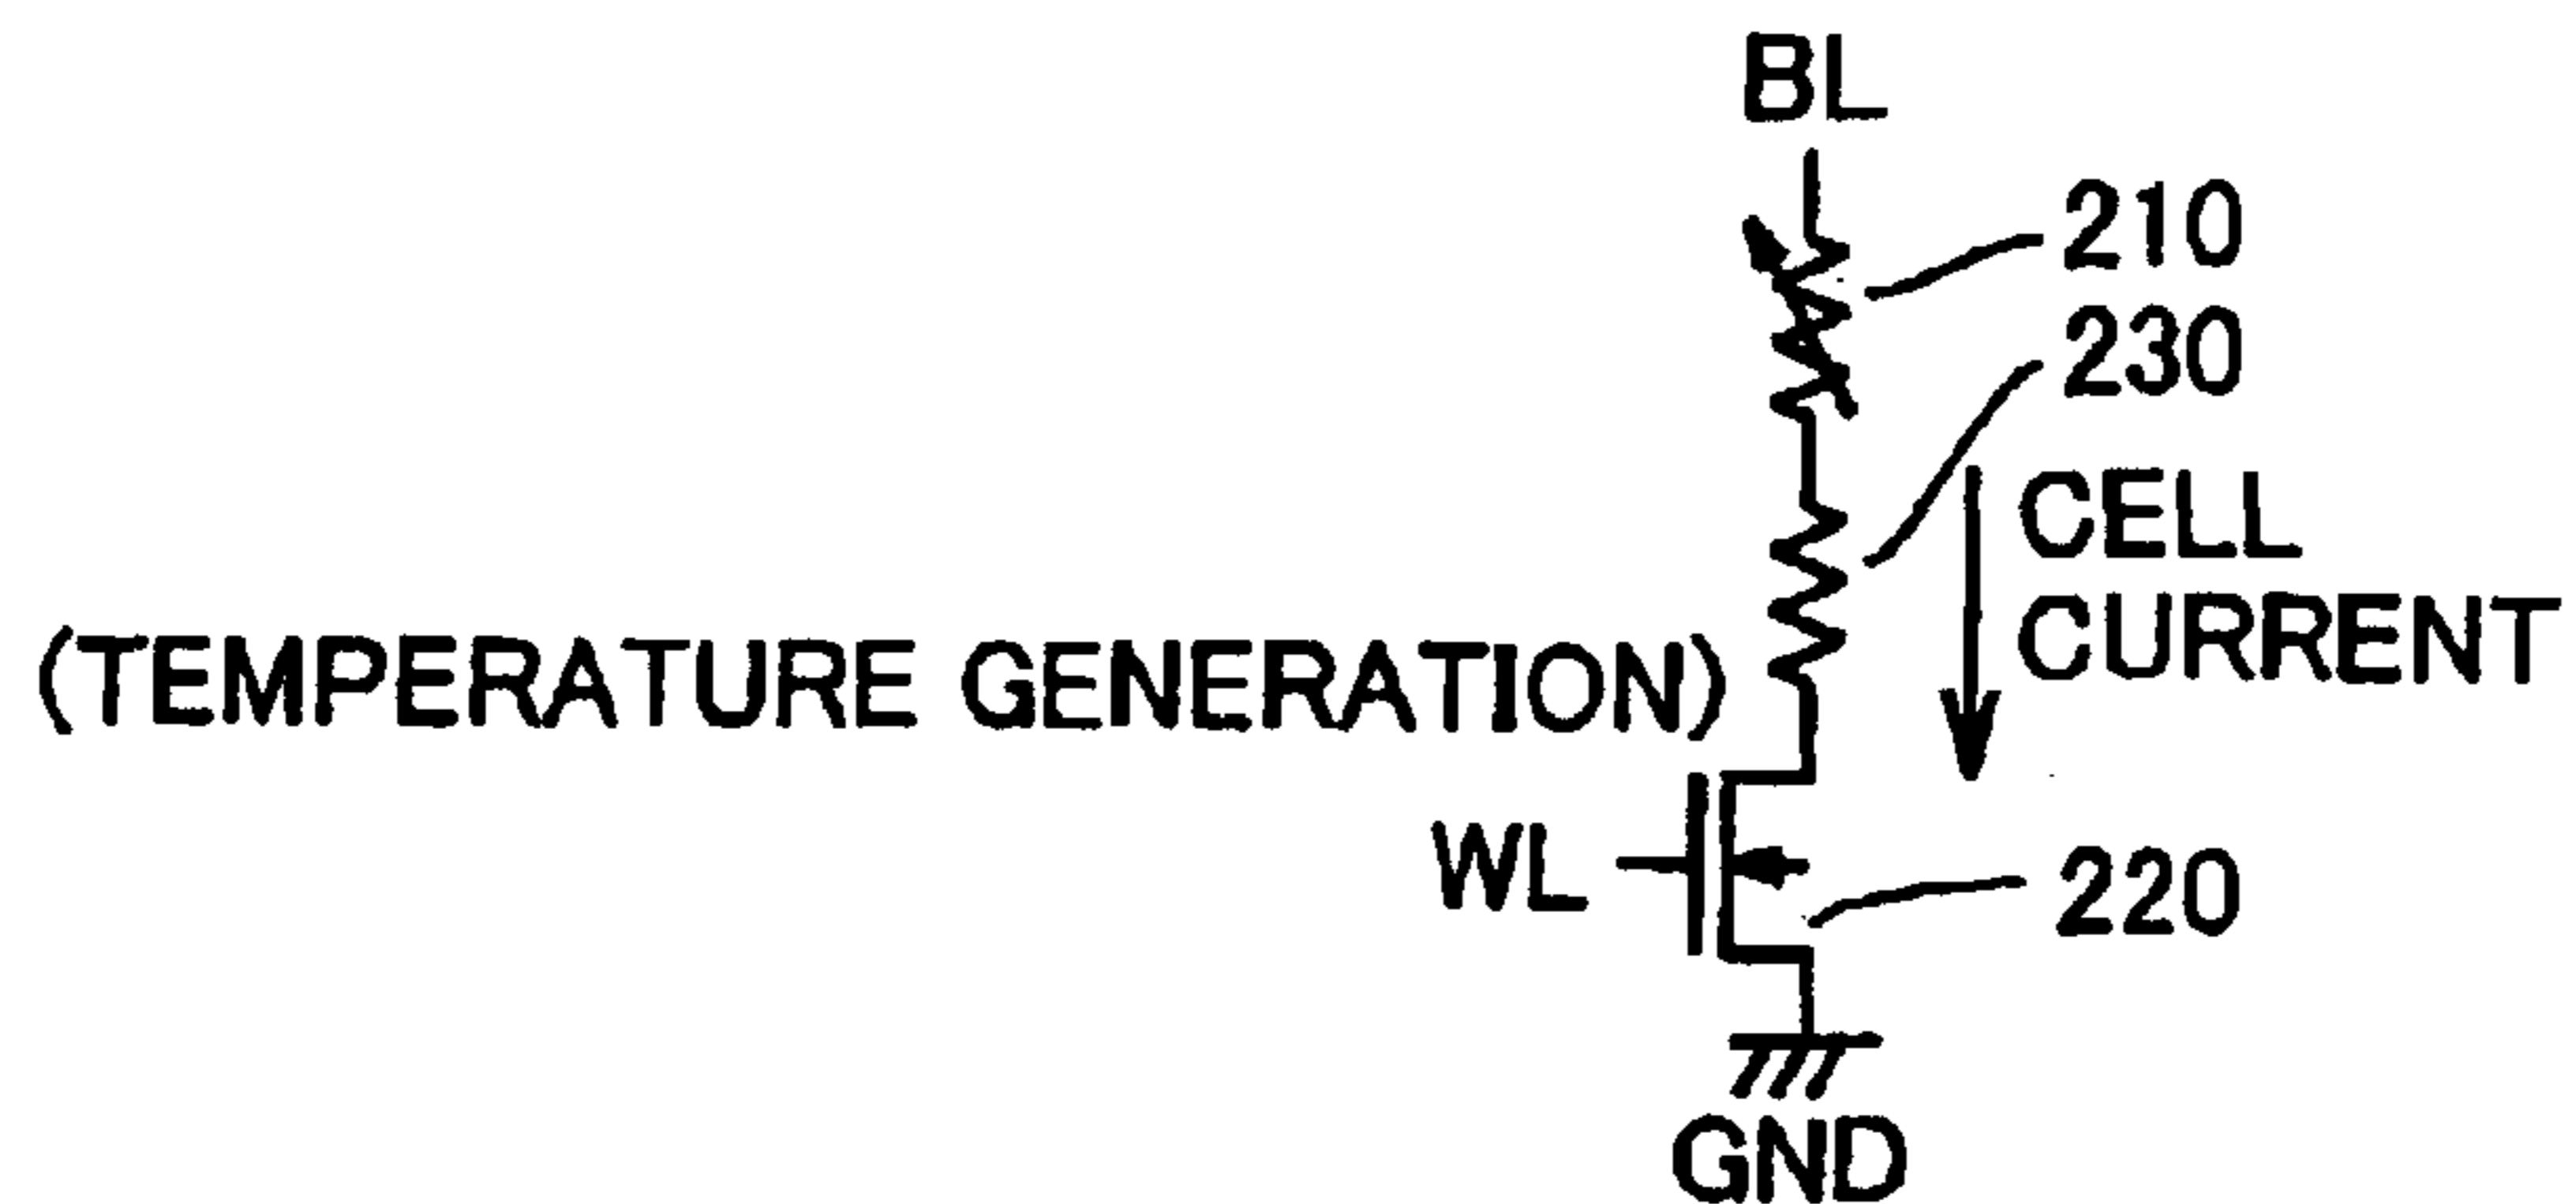 BL
210
230
CELL
CURRENT
(TEMPERATURE GENERATION)
WL
220
GND